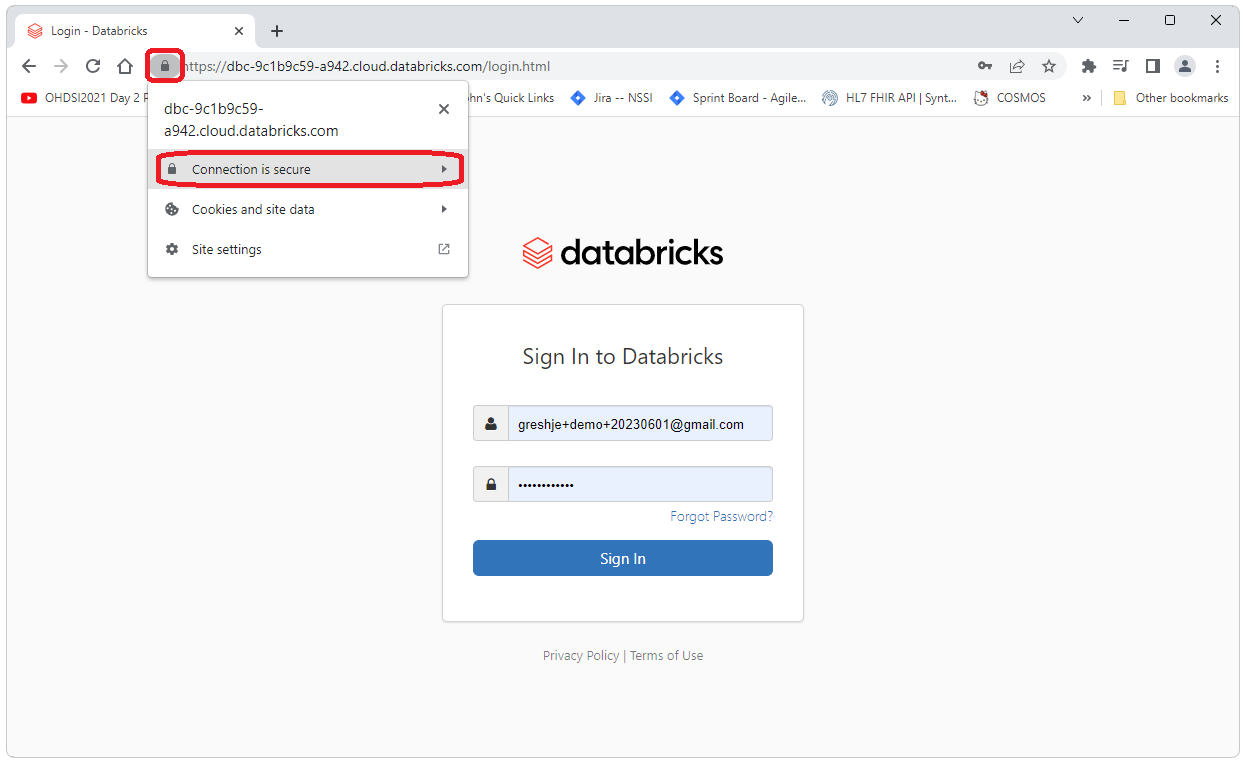 Login - Databricks
https://dbc-9c1b9c59-a942.cloud.databricks.com/login.html
OHDSI2021 Day 2
Quick Links
Jira -- NSSI
Sprint Board - Agile...
HL7 FHIR API | Synt...
COSMOS
»
Other bookmarks
dbc-9c1b9c59-
a942.cloud.databricks.com
Connection is secure
Cookies and site data
Site settings
databricks
Sign In to Databricks
greshje+demo+20230601@gmail.com
••••••••••••
Forgot Password?
Sign In
Privacy Policy | Terms of Use